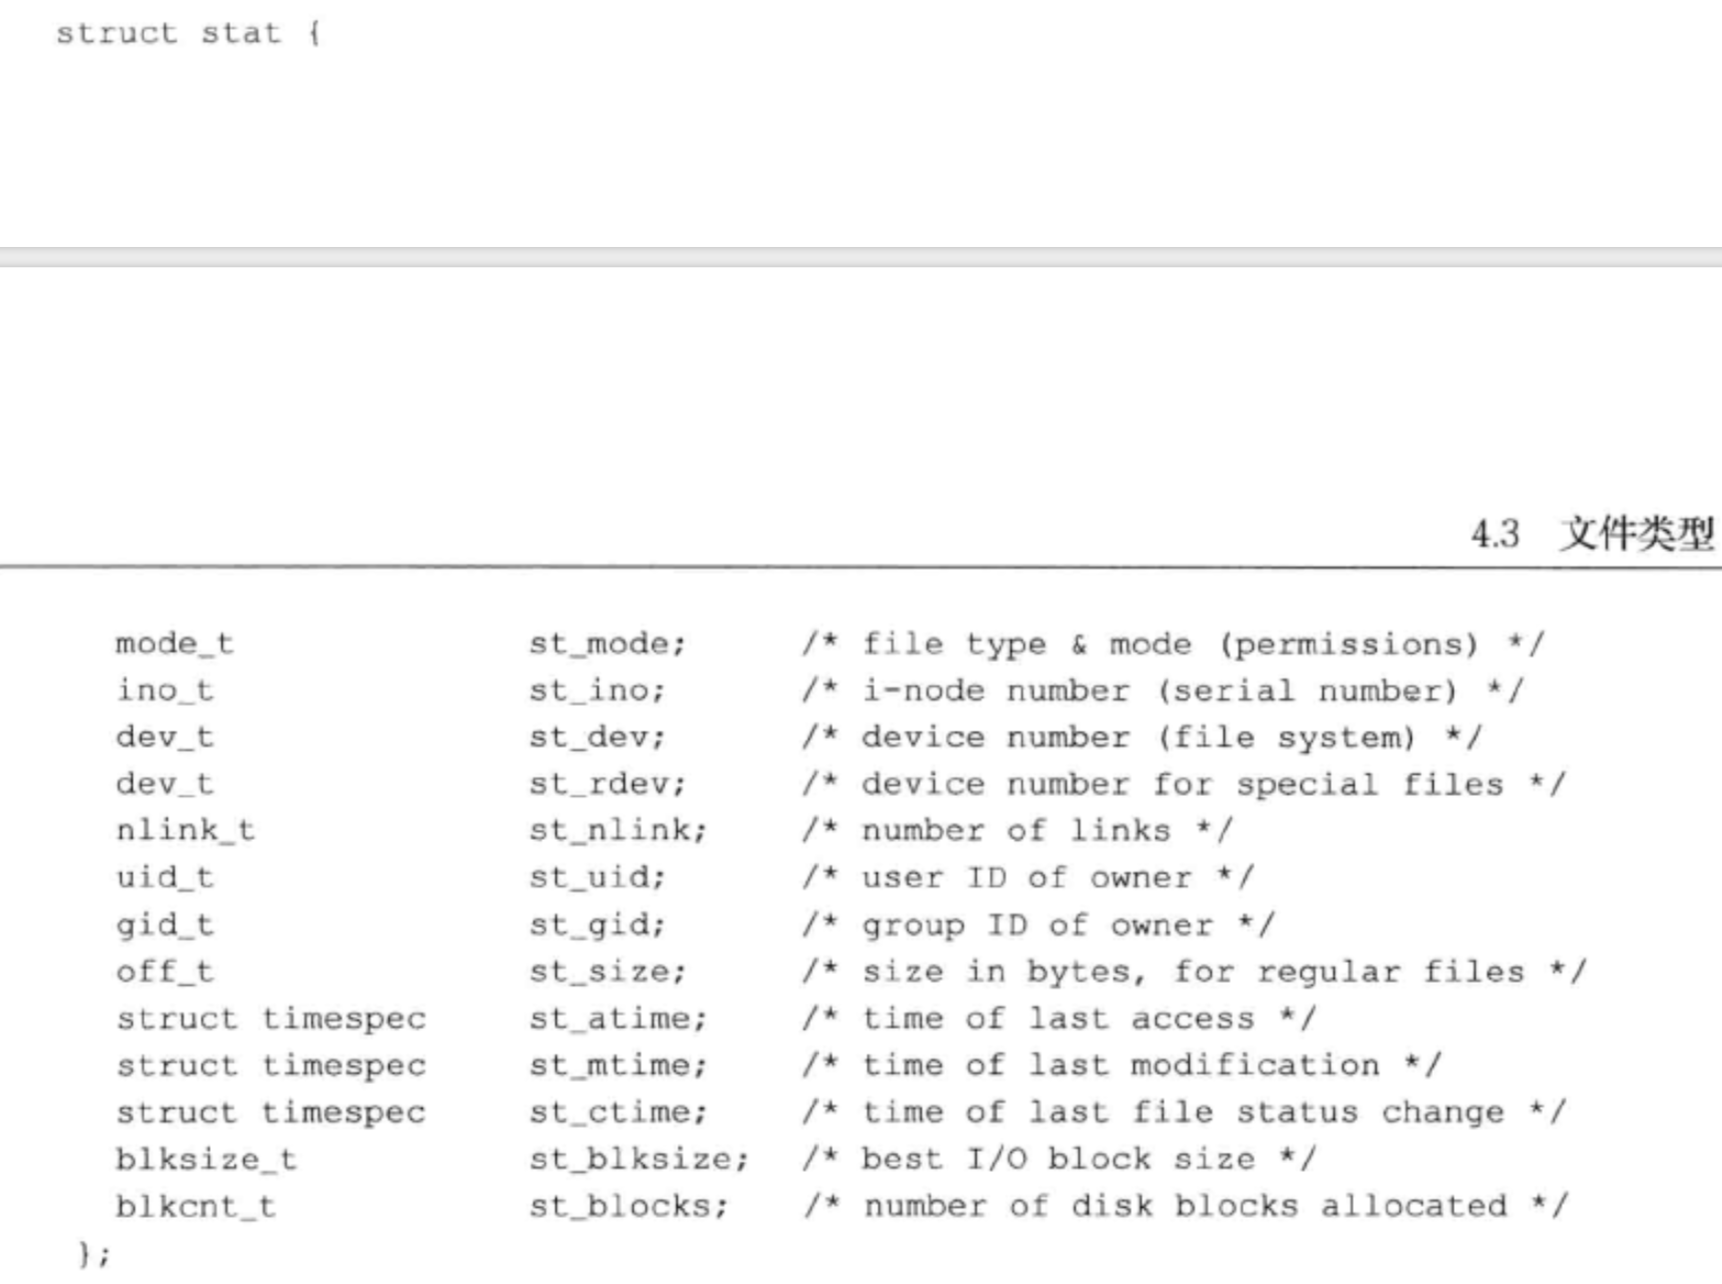 struct stat {
4.3 文件类型
mode_t st_mode; /* file type & mode (permissions) */
ino_t st_ino; /* i-node number (serial number) */
dev_t st_dev; /* device number (file system) */
dev_t st_rdev; /* device number for special files */
nlink_t st_nlink; /* number of links */
uid_t st_uid; /* user ID of owner */
gid_t st_gid; /* group ID of owner */
off_t st_size; /* size in bytes, for regular files */
struct timespec st_atime; /* time of last access */
struct timespec st_mtime; /* time of last modification */
struct timespec st_ctime; /* time of last file status change */
blksize_t st_blksize; /* best I/O block size */
blkcnt_t st_blocks; /* number of disk blocks allocated */
};